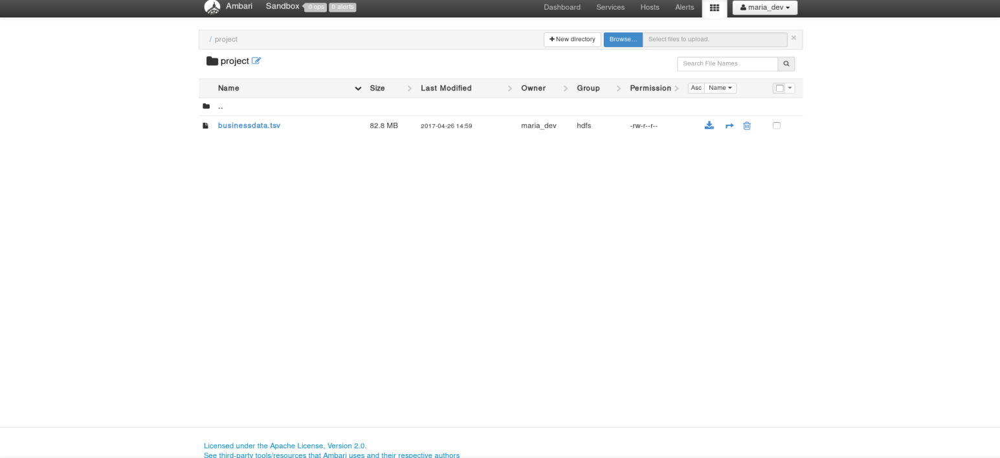 Ambari Sandbox 0 ops 0 alerts Dashboard Services Hosts Alerts maria_dev
/ project New directory Browse... Select files to upload. ×
project Search File Names
Name Size Last Modified Owner Group Permission Asc Name
..
businessdata.tsv 82.8 MB 2017-04-26 14:59 maria_dev hdfs -rw-r--r--
Licensed under the Apache License, Version 2.0.
See third-party tools/resources that Ambari uses and their respective authors